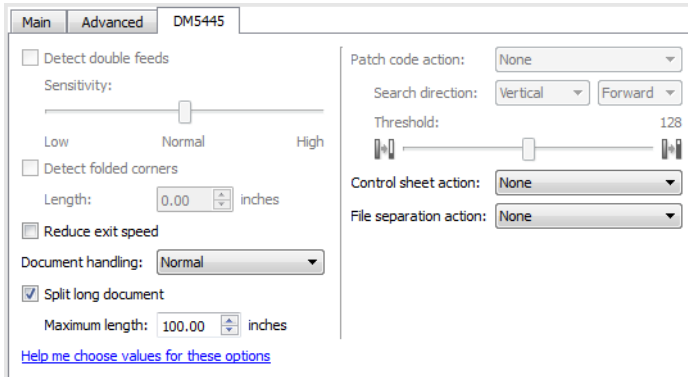 Main Advanced DM5445
Detect double feeds
Sensitivity:
Low Normal High
Detect folded corners
Length: 0.00 inches
Reduce exit speed
Document handling: Normal
Split long document
Maximum length: 100.00 inches
Help me choose values for these options
Patch code action: None
Search direction: Vertical Forward
Threshold: 128
Control sheet action: None
File separation action: None